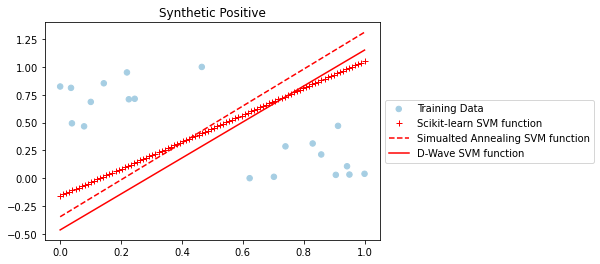 Synthetic Positive
1.25
1.00
0.75
0.50
0.25
0.00
−0.25
−0.50
0.0 0.2 0.4 0.6 0.8 1.0
Training Data
Scikit-learn SVM function
Simualted Annealing SVM function
D-Wave SVM function